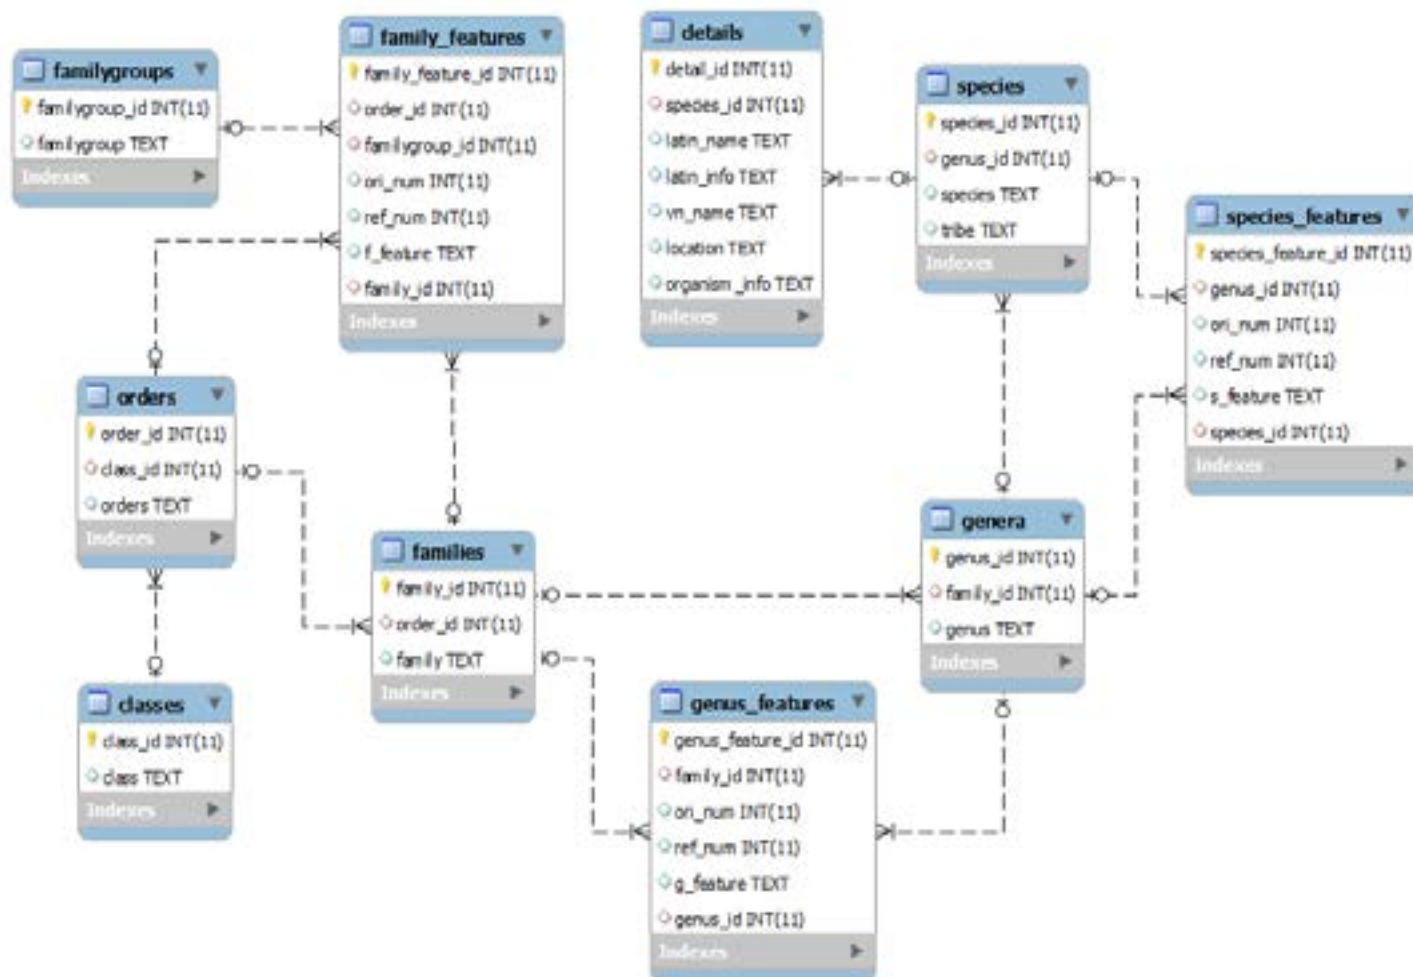 familygroups
familygroup_id INT(11)
familygroup TEXT
Indexes
family_features
family_feature_id INT(11)
order_id INT(11)
familygroup_id INT(11)
ori_num INT(11)
ref_num INT(11)
f_feature TEXT
family_id INT(11)
Indexes
details
detail_id INT(11)
species_id INT(11)
latin_name TEXT
latin_info TEXT
vn_name TEXT
location TEXT
organism_info TEXT
Indexes
species
species_id INT(11)
genus_id INT(11)
species TEXT
tribe TEXT
Indexes
species_features
species_feature_id INT(11)
genus_id INT(11)
ori_num INT(11)
ref_num INT(11)
s_feature TEXT
species_id INT(11)
Indexes
orders
order_id INT(11)
class_id INT(11)
orders TEXT
Indexes
families
family_id INT(11)
order_id INT(11)
family TEXT
Indexes
genera
genus_id INT(11)
family_id INT(11)
genus TEXT
Indexes
classes
class_id INT(11)
class TEXT
Indexes
genus_features
genus_feature_id INT(11)
family_id INT(11)
ori_num INT(11)
ref_num INT(11)
g_feature TEXT
genus_id INT(11)
Indexes